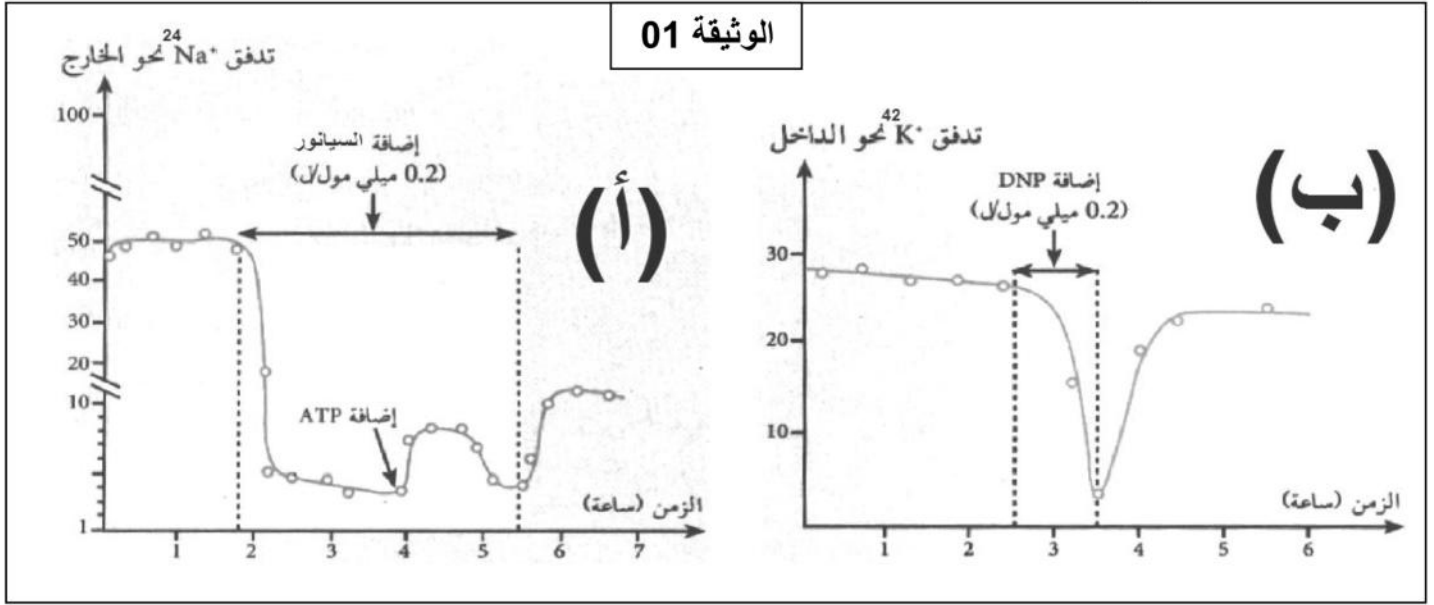 الوثيقة 01
تدفق ²⁴Na⁺ نحو الخارج
100
50
40
30
20
10
1
إضافة السيانور
(0.2 ميلي مول/ل)
(أ)
إضافة ATP
الزمن (ساعة)
1 2 3 4 5 6 7
تدفق ⁴²K⁺ نحو الداخل
30
20
10
إضافة DNP
(0.2 ميلي مول/ل)
(ب)
الزمن (ساعة)
1 2 3 4 5 6